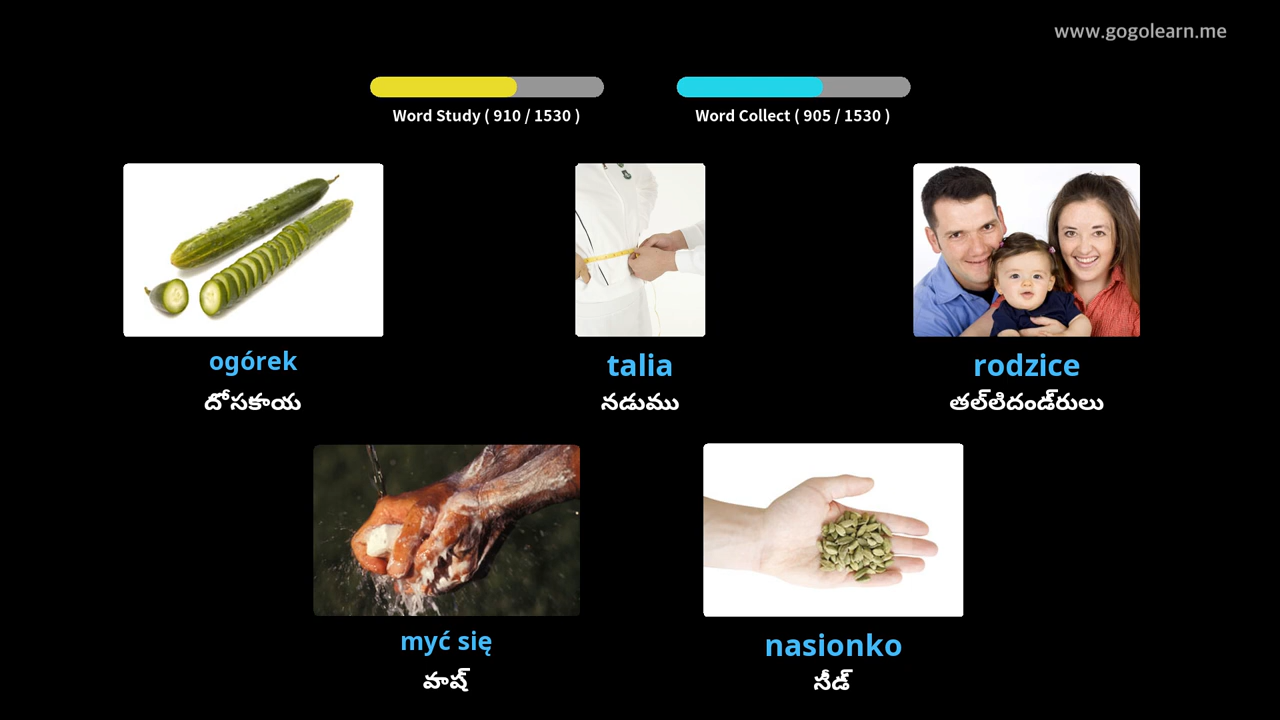 www.gogolearn.me
Word Study ( 910 / 1530 )
Word Collect ( 905 / 1530 )
ogórek
దోసకాయ
talia
నడుము
rodzice
తల్లిదండ్రులు
myć się
వాష్
nasionko
సీడ్